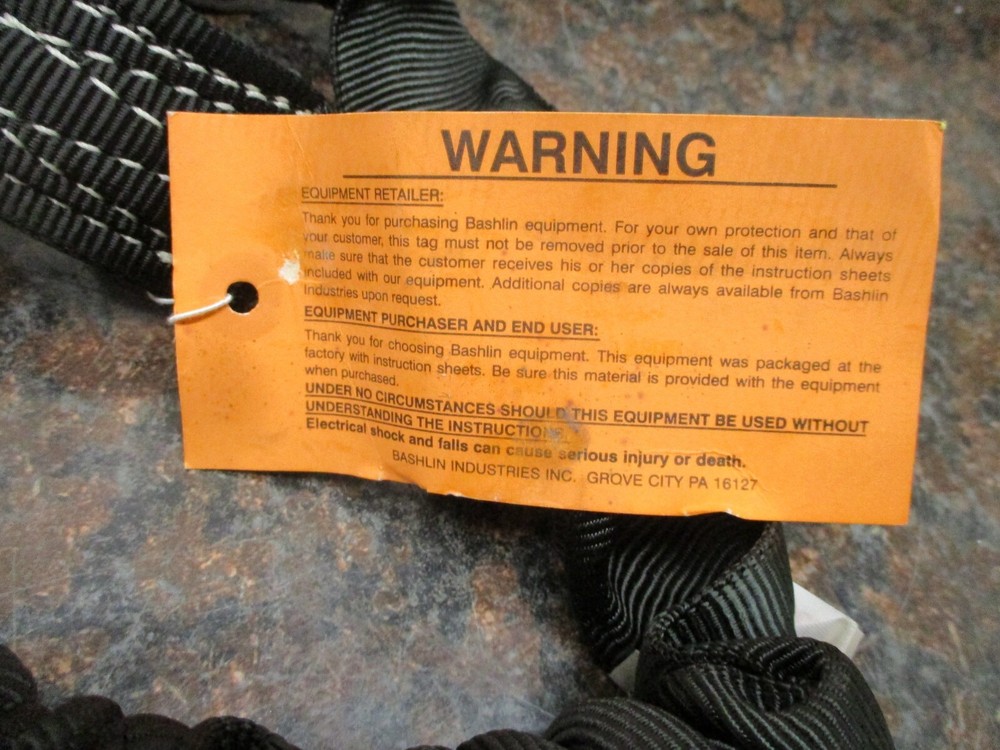 WARNING
EQUIPMENT RETAILER:
Thank you for purchasing Bashlin equipment. For your own protection and that of
your customer, this tag must not be removed prior to the sale of this item. Always
make sure that the customer receives his or her copies of the instruction sheets
included with our equipment. Additional copies are always available from Bashlin
Industries upon request.
EQUIPMENT PURCHASER AND END USER:
Thank you for choosing Bashlin equipment. This equipment was packaged at the
factory with instruction sheets. Be sure this material is provided with the equipment
when purchased.
UNDER NO CIRCUMSTANCES SHOULD THIS EQUIPMENT BE USED WITHOUT
UNDERSTANDING THE INSTRUCTIONS.
Electrical shock and falls can cause serious injury or death.
BASHLIN INDUSTRIES INC. GROVE CITY PA 16127